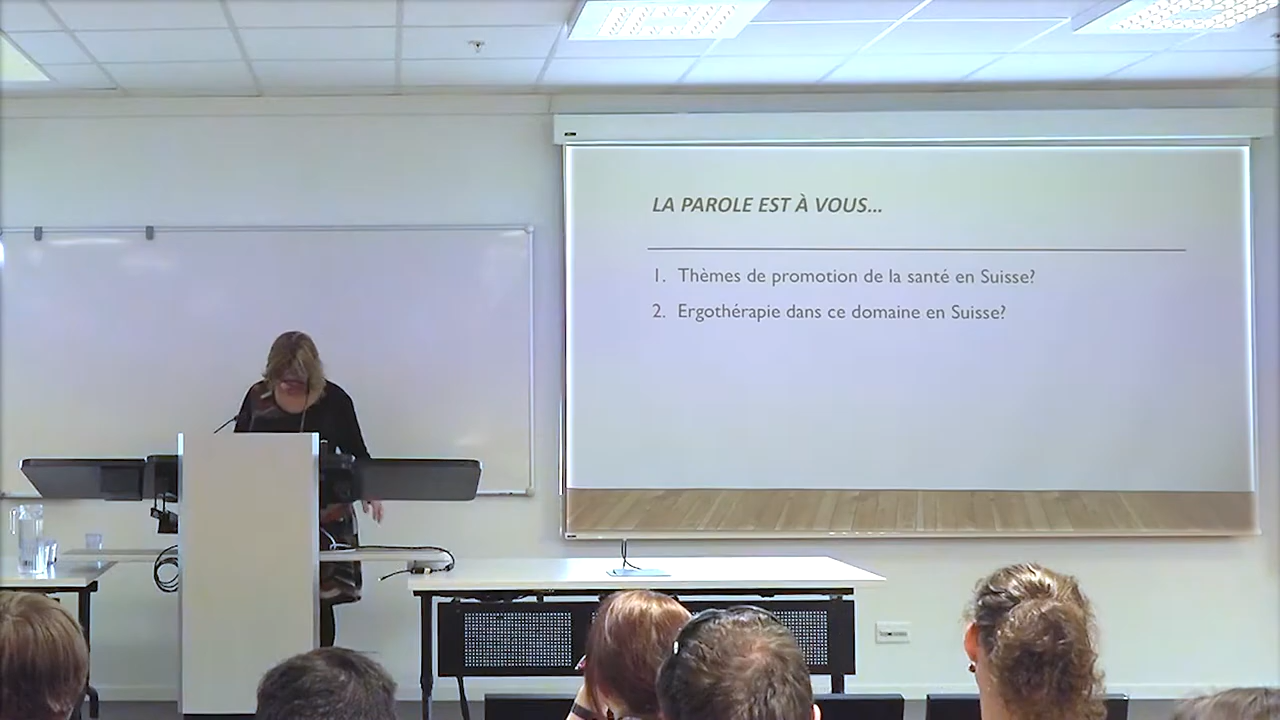 LA PAROLE EST À VOUS...
1. Thèmes de promotion de la santé en Suisse?
2. Ergothérapie dans ce domaine en Suisse?